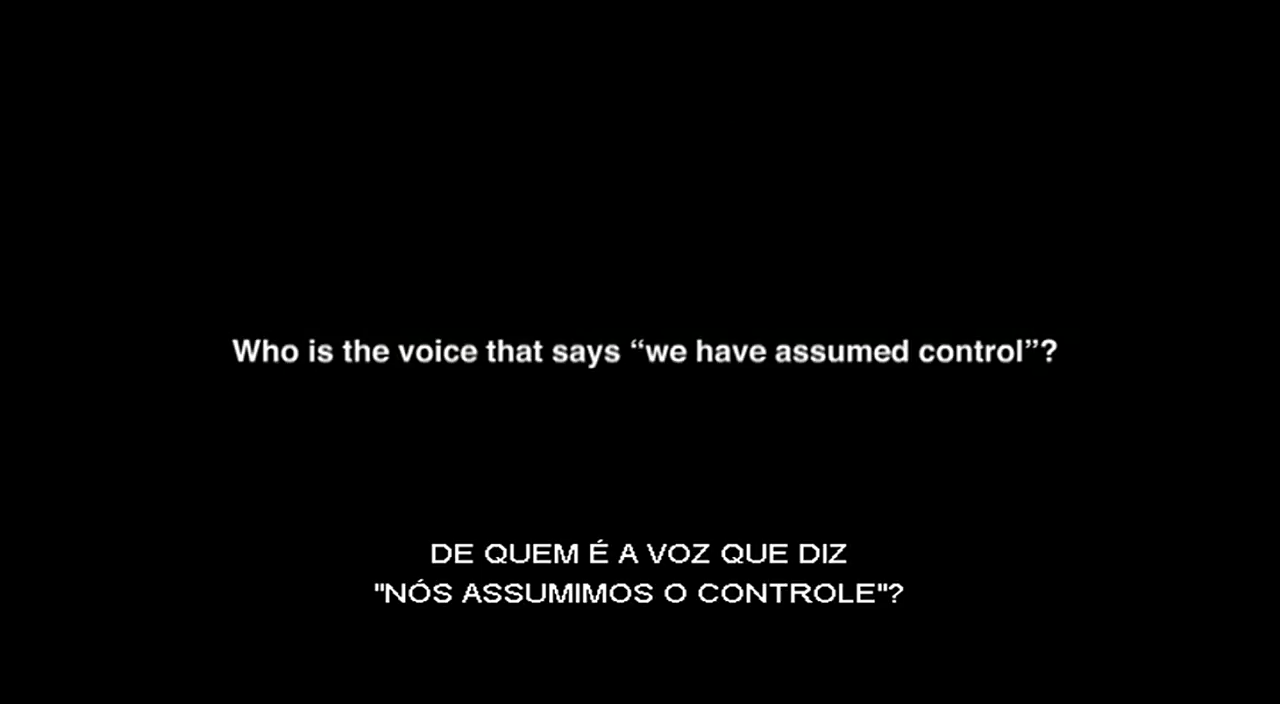 Who is the voice that says “we have assumed control”?
DE QUEM É A VOZ QUE DIZ
"NÓS ASSUMIMOS O CONTROLE"?